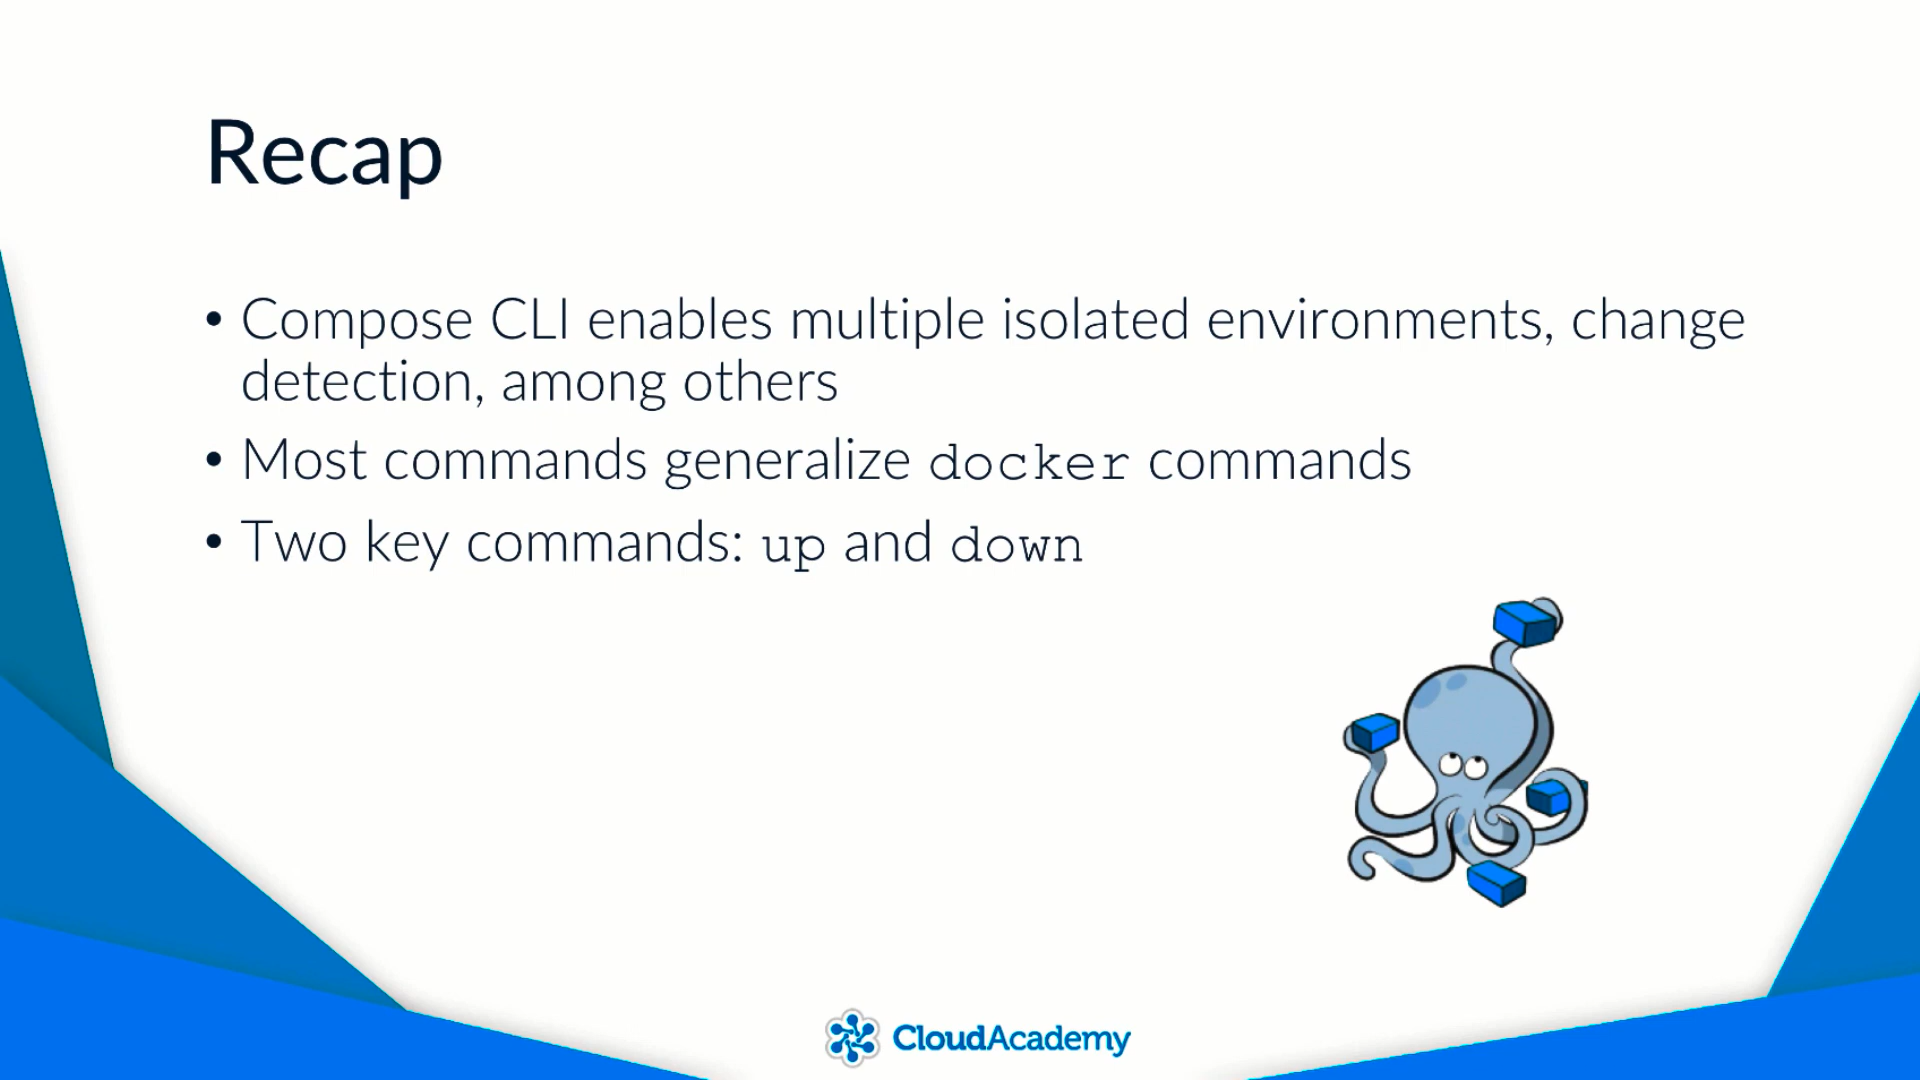 Recap
• Compose CLI enables multiple isolated environments, change
detection, among others
• Most commands generalize docker commands
• Two key commands: up and down
CloudAcademy